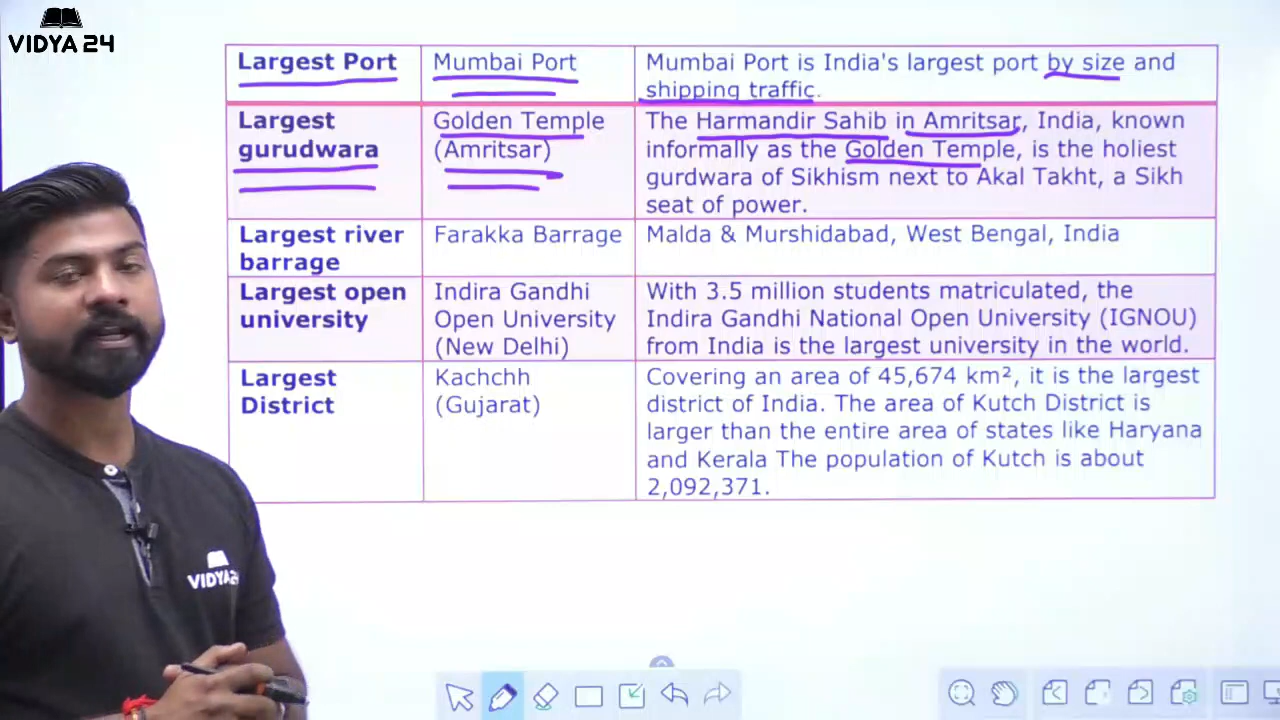 VIDYA 24
Largest Port
Mumbai Port
Mumbai Port is India's largest port by size and
shipping traffic.
Largest
gurudwara
Golden Temple
(Amritsar)
The Harmandir Sahib in Amritsar, India, known
informally as the Golden Temple, is the holiest
gurdwara of Sikhism next to Akal Takht, a Sikh
seat of power.
Largest river
barrage
Farakka Barrage
Malda & Murshidabad, West Bengal, India
Largest open
university
Indira Gandhi
Open University
(New Delhi)
With 3.5 million students matriculated, the
Indira Gandhi National Open University (IGNOU)
from India is the largest university in the world.
Largest
District
Kachchh
(Gujarat)
Covering an area of 45,674 km², it is the largest
district of India. The area of Kutch District is
larger than the entire area of states like Haryana
and Kerala The population of Kutch is about
2,092,371.
VIDYA 24